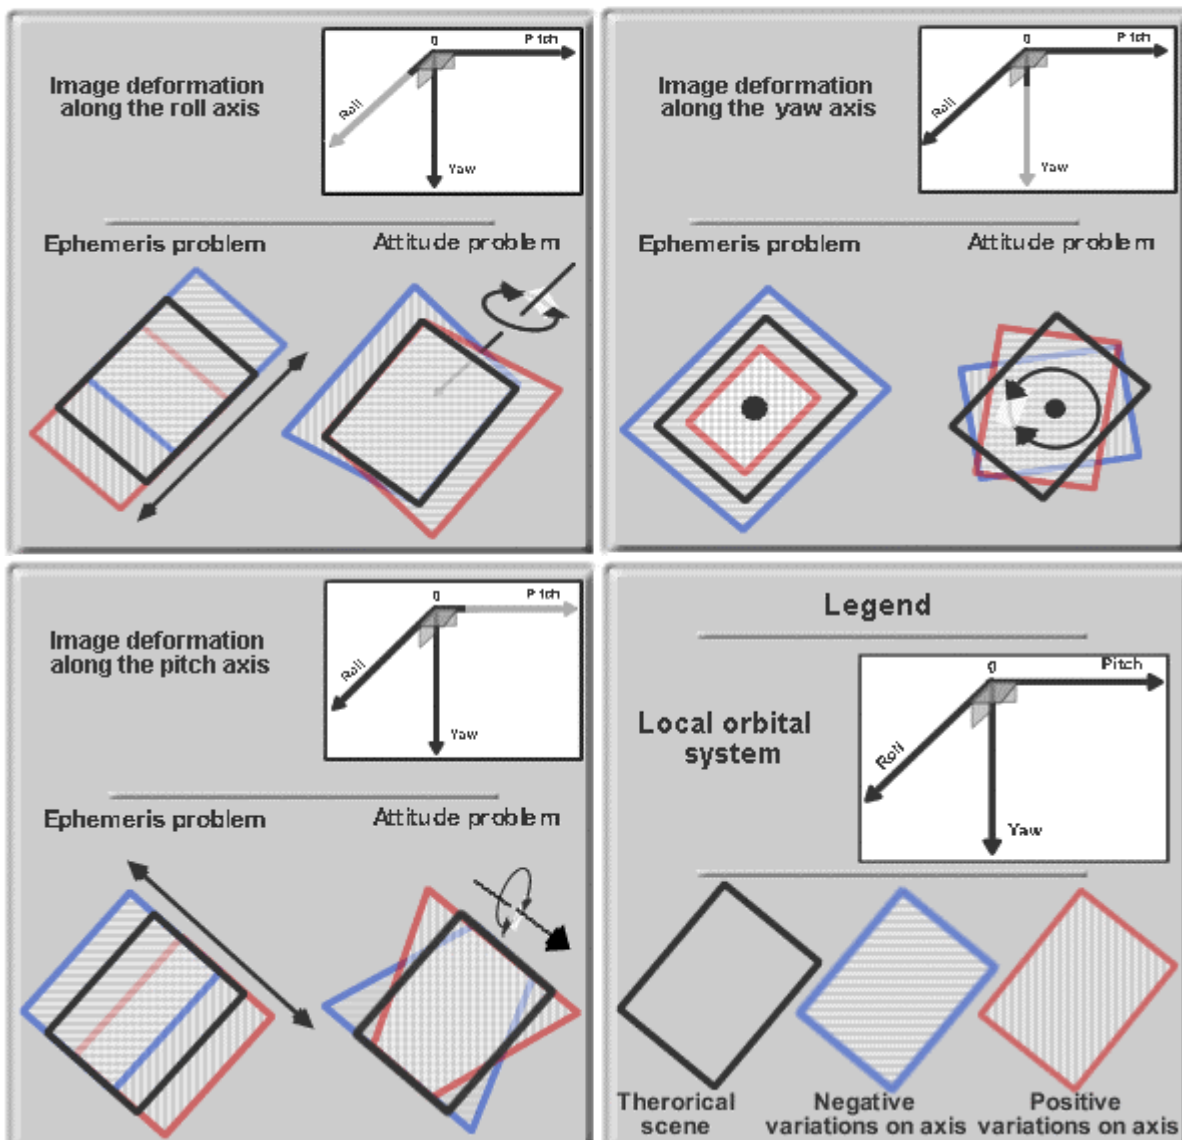 Image deformation
along the roll axis
0
Pitch
Roll
Yaw
Ephemeris problem
Attitude problem
Image deformation
along the yaw axis
0
Pitch
Roll
Yaw
Ephemeris problem
Attitude problem
Image deformation
along the pitch axis
0
Pitch
Roll
Yaw
Ephemeris problem
Attitude problem
Legend
Local orbital
system
0
Pitch
Roll
Yaw
Therorical
scene
Negative
variations on axis
Positive
variations on axis